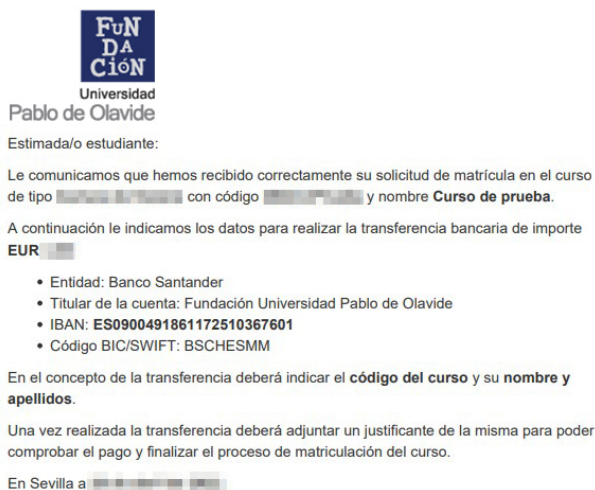 FUN
DA
CIóN
Universidad
Pablo de Olavide
Estimada/o estudiante:
Le comunicamos que hemos recibido correctamente su solicitud de matrícula en el curso
de tipo con código y nombre Curso de prueba.
A continuación le indicamos los datos para realizar la transferencia bancaria de importe
EUR
• Entidad: Banco Santander
• Titular de la cuenta: Fundación Universidad Pablo de Olavide
• IBAN: ES0900491861172510367601
• Código BIC/SWIFT: BSCHESMM
En el concepto de la transferencia deberá indicar el código del curso y su nombre y
apellidos.
Una vez realizada la transferencia deberá adjuntar un justificante de la misma para poder
comprobar el pago y finalizar el proceso de matriculación del curso.
En Sevilla a